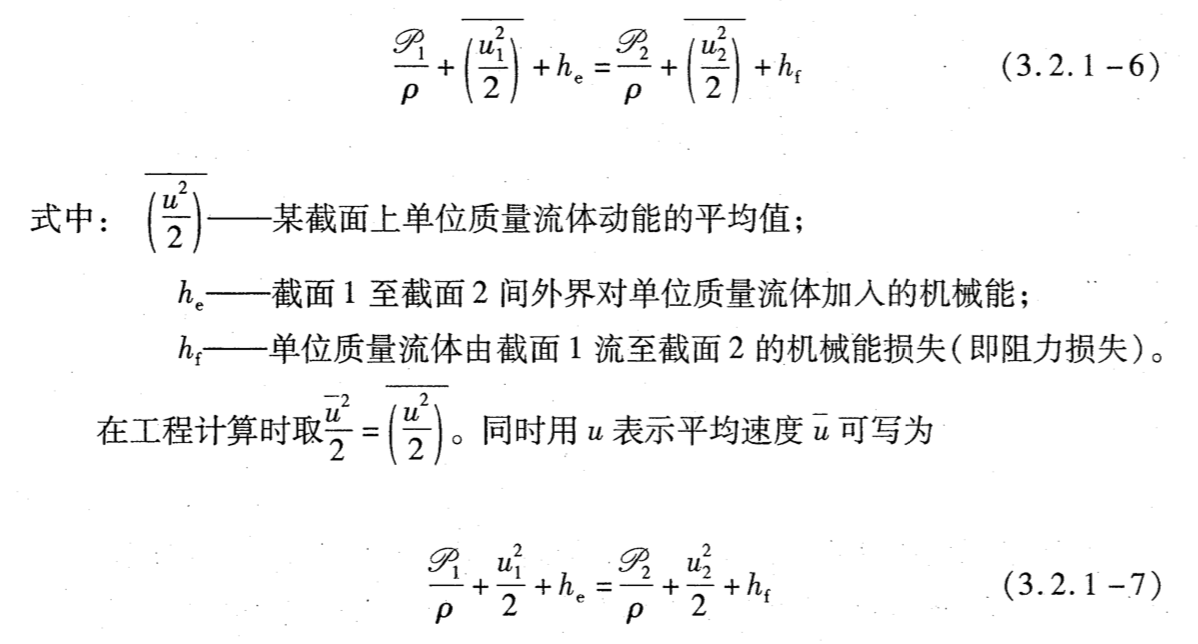 $\frac{\mathscr{P}_1}{\rho}+\overline{\left(\frac{u_1^2}{2}\right)}+h_e=\frac{\mathscr{P}_2}{\rho}+\overline{\left(\frac{u_2^2}{2}\right)}+h_f$ (3.2.1-6)
式中：$\overline{\left(\frac{u^2}{2}\right)}$——某截面上单位质量流体动能的平均值；
$h_e$——截面1至截面2间外界对单位质量流体加入的机械能；
$h_f$——单位质量流体由截面1流至截面2的机械能损失(即阻力损失)。
在工程计算时取$\frac{\bar{u}^2}{2}=\overline{\left(\frac{u^2}{2}\right)}$。同时用 $u$ 表示平均速度 $\bar{u}$ 可写为
$\frac{\mathscr{P}_1}{\rho}+\frac{u_1^2}{2}+h_e=\frac{\mathscr{P}_2}{\rho}+\frac{u_2^2}{2}+h_f$ (3.2.1-7)